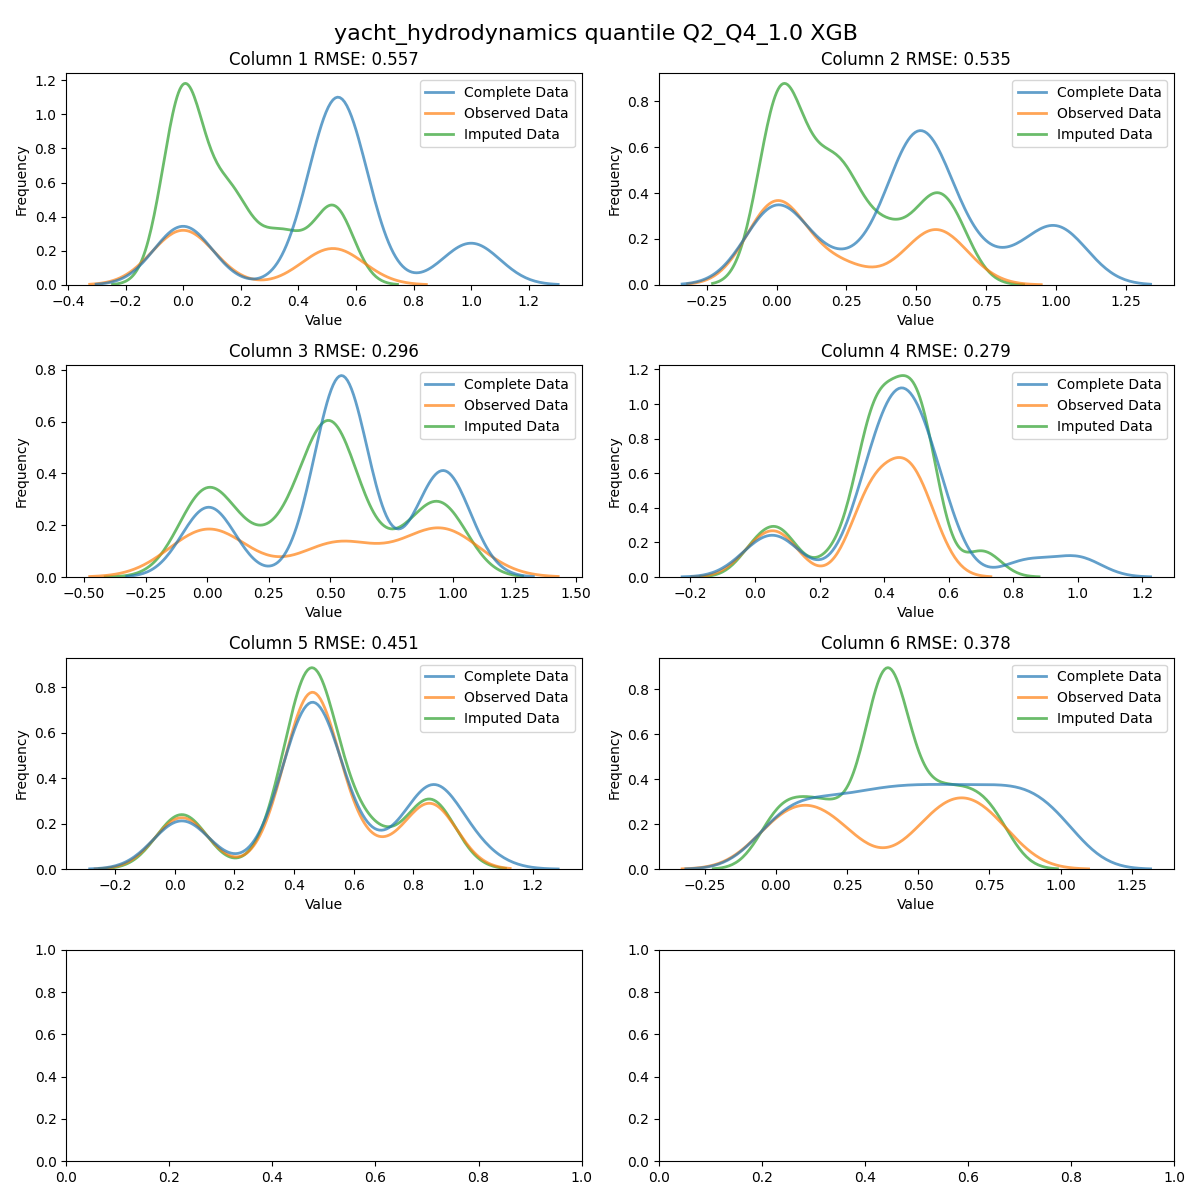 yacht_hydrodynamics quantile Q2_Q4_1.0 XGB
Column 1 RMSE: 0.557
Complete Data
Observed Data
Imputed Data
Frequency
1.2
1.0
0.8
0.6
0.4
0.2
0.0
−0.4 −0.2 0.0 0.2 0.4 0.6 0.8 1.0 1.2
Value
Column 2 RMSE: 0.535
Complete Data
Observed Data
Imputed Data
Frequency
0.8
0.6
0.4
0.2
0.0
−0.25 0.00 0.25 0.50 0.75 1.00 1.25
Value
Column 3 RMSE: 0.296
Complete Data
Observed Data
Imputed Data
Frequency
0.8
0.6
0.4
0.2
0.0
−0.50 −0.25 0.00 0.25 0.50 0.75 1.00 1.25 1.50
Value
Column 4 RMSE: 0.279
Complete Data
Observed Data
Imputed Data
Frequency
1.2
1.0
0.8
0.6
0.4
0.2
0.0
−0.2 0.0 0.2 0.4 0.6 0.8 1.0 1.2
Value
Column 5 RMSE: 0.451
Complete Data
Observed Data
Imputed Data
Frequency
0.8
0.6
0.4
0.2
0.0
−0.2 0.0 0.2 0.4 0.6 0.8 1.0 1.2
Value
Column 6 RMSE: 0.378
Complete Data
Observed Data
Imputed Data
Frequency
0.8
0.6
0.4
0.2
0.0
−0.25 0.00 0.25 0.50 0.75 1.00 1.25
Value
1.0
0.8
0.6
0.4
0.2
0.0
0.0 0.2 0.4 0.6 0.8 1.0
1.0
0.8
0.6
0.4
0.2
0.0
0.0 0.2 0.4 0.6 0.8 1.0